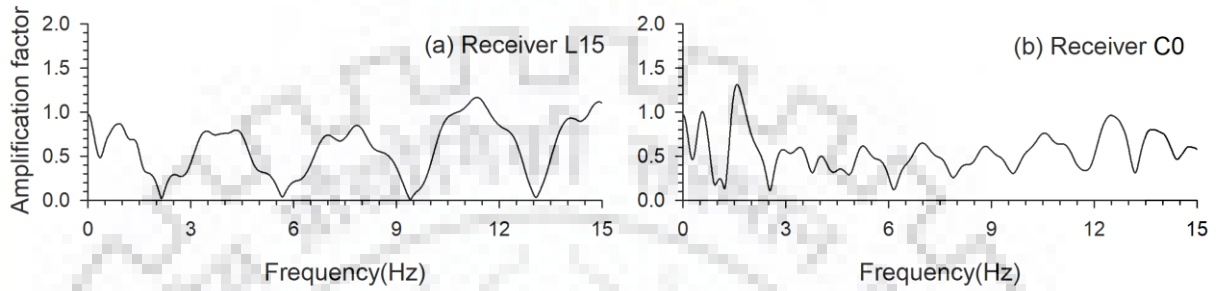 Amplification factor
(a) Receiver L15
2.0
1.5
1.0
0.5
0.0
0 3 6 9 12 15
Frequency(Hz)
(b) Receiver C0
2.0
1.5
1.0
0.5
0.0
0 3 6 9 12 15
Frequency(Hz)